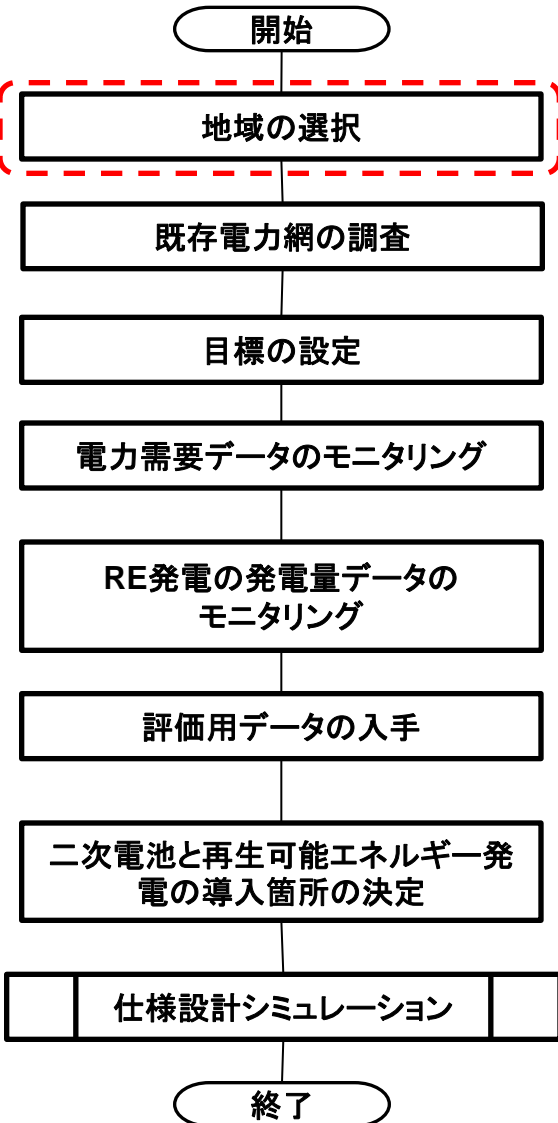 開始
地域の選択
既存電力網の調査
目標の設定
電力需要データのモニタリング
RE発電の発電量データの
モニタリング
評価用データの入手
二次電池と再生可能エネルギー発
電の導入箇所の決定
仕様設計シミュレーション
終了